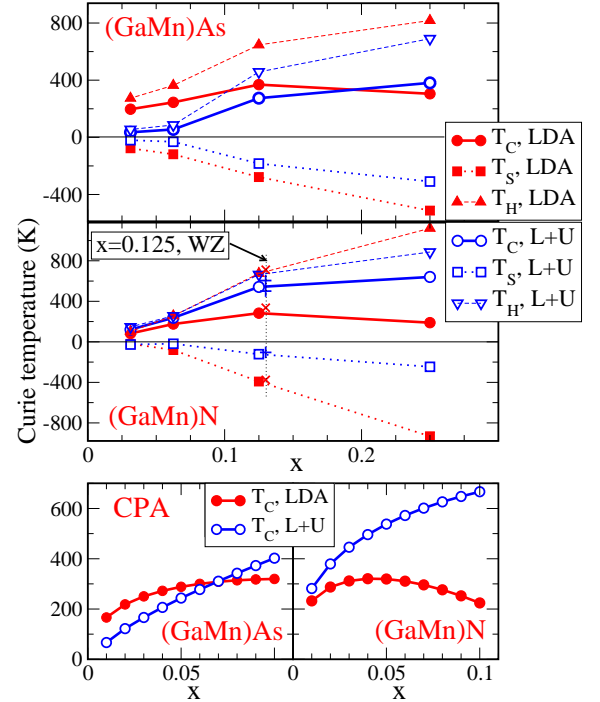 800
(GaMn)As
400
0
-400
T_C, LDA
T_S, LDA
T_H, LDA
T_C, L+U
T_S, L+U
T_H, L+U
x=0.125, WZ
800
400
0
-400
-800
(GaMn)N
0
0.1
0.2
x
Curie temperature (K)
600
400
200
0
CPA
T_C, LDA
T_C, L+U
(GaMn)As
(GaMn)N
0
0.05
0
0.05
0.1
x
x